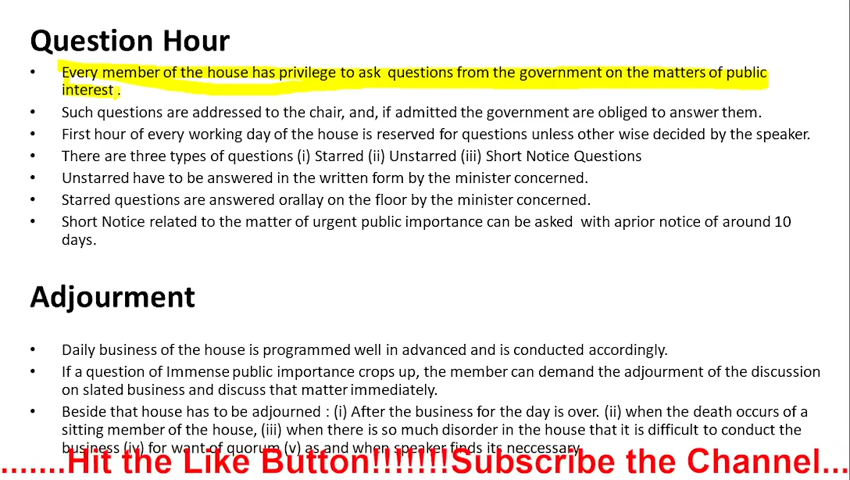 Question Hour
• Every member of the house has privilege to ask questions from the government on the matters of public
interest .
• Such questions are addressed to the chair, and, if admitted the government are obliged to answer them.
• First hour of every working day of the house is reserved for questions unless other wise decided by the speaker.
• There are three types of questions (i) Starred (ii) Unstarred (iii) Short Notice Questions
• Unstarred have to be answered in the written form by the minister concerned.
• Starred questions are answered orallay on the floor by the minister concerned.
• Short Notice related to the matter of urgent public importance can be asked with aprior notice of around 10
days.
Adjourment
• Daily business of the house is programmed well in advanced and is conducted accordingly.
• If a question of Immense public importance crops up, the member can demand the adjourment of the discussion
on slated business and discuss that matter immediately.
• Beside that house has to be adjourned : (i) After the business for the day is over. (ii) when the death occurs of a
sitting member of the house, (iii) when there is so much disorder in the house that it is difficult to conduct the
business (iv) for want of quorum (v) as and when speaker finds its neccessary.
.......Hit the Like Button!!!!!!!Subscribe the Channel...